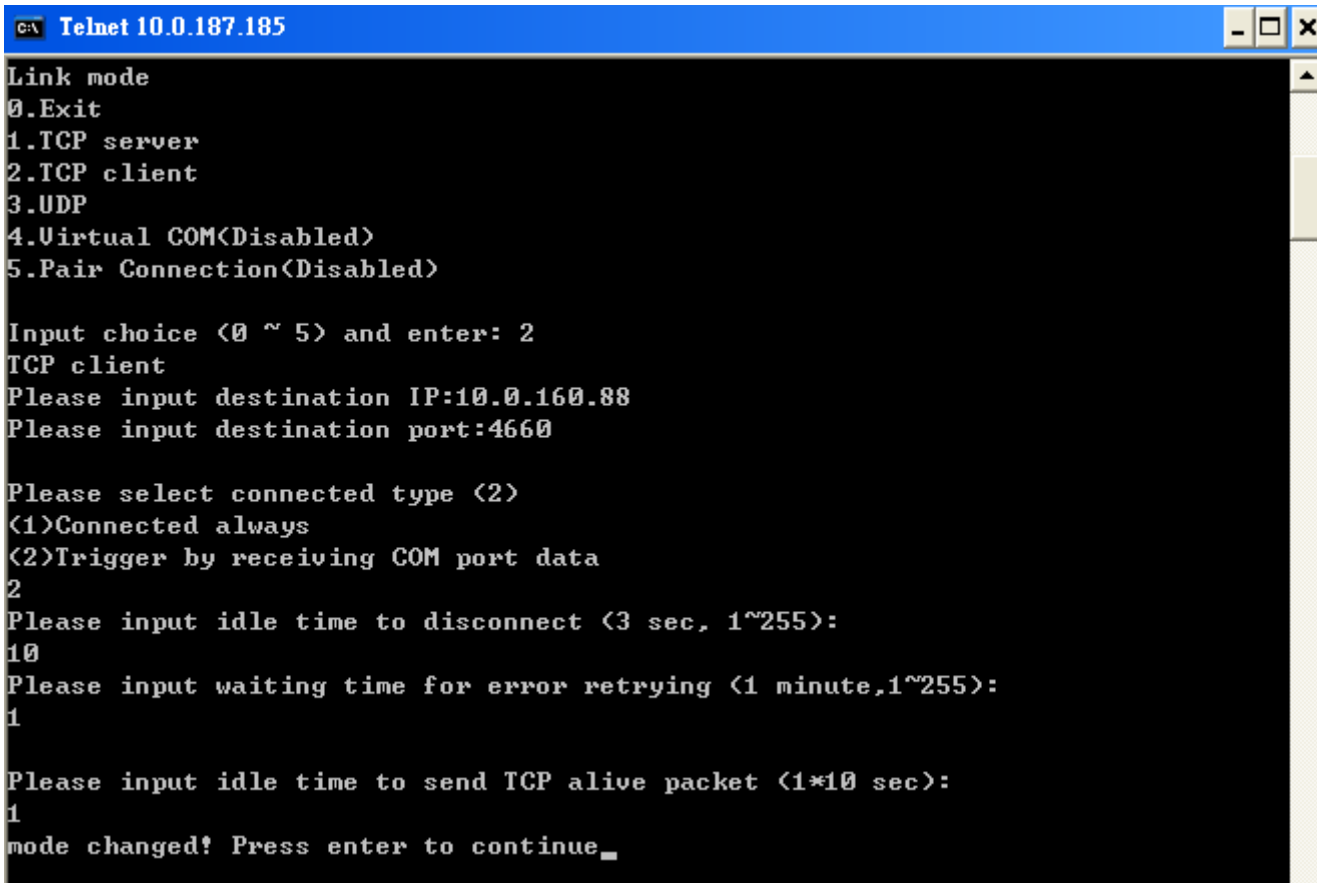 Telnet 10.0.187.185
Link mode
0.Exit
1.TCP server
2.TCP client
3.UDP
4.Virtual COM(Disabled)
5.Pair Connection(Disabled)
Input choice (0 ~ 5) and enter: 2
TCP client
Please input destination IP:10.0.160.88
Please input destination port:4660
Please select connected type (2)
(1)Connected always
(2)Trigger by receiving COM port data
2
Please input idle time to disconnect (3 sec, 1~255):
10
Please input waiting time for error retrying (1 minute,1~255):
1
Please input idle time to send TCP alive packet (1*10 sec):
1
mode changed! Press enter to continue_